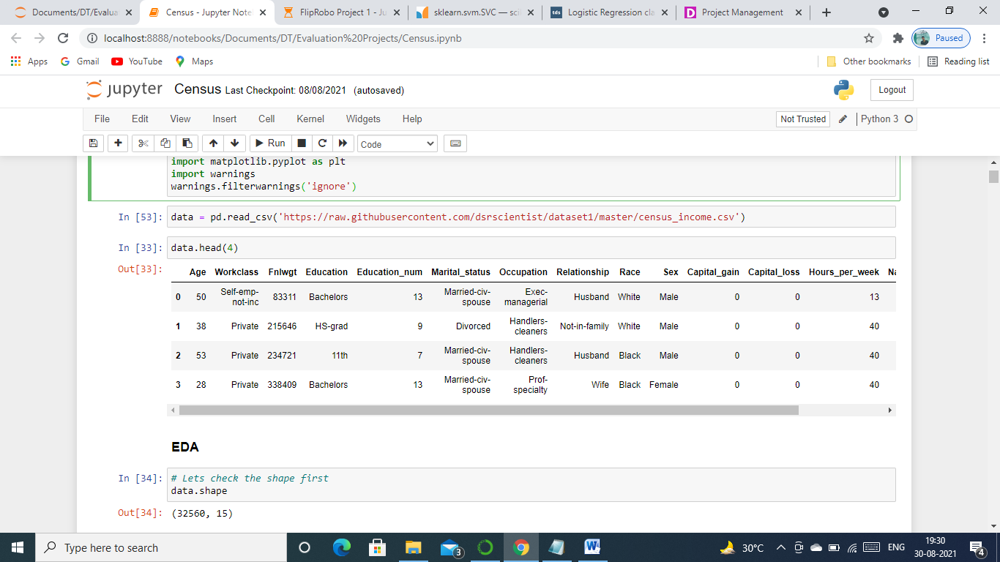 Documents/DT/Evalua
Census - Jupyter Note
FlipRobo Project 1 - Ju
sklearn.svm.SVC — sci
Logistic Regression cla
Project Management
localhost:8888/notebooks/Documents/DT/Evaluation%20Projects/Census.ipynb
Paused
Apps
Gmail
YouTube
Maps
Other bookmarks
Reading list
jupyter
Census Last Checkpoint: 08/08/2021 (autosaved)
Logout
File Edit View Insert Cell Kernel Widgets Help
Not Trusted
Python 3
Run
Code
import matplotlib.pyplot as plt
import warnings
warnings.filterwarnings('ignore')
In [53]: data = pd.read_csv('https://raw.githubusercontent.com/dsrscientist/dataset1/master/census_income.csv')
In [33]: data.head(4)
Out[33]:
Age Workclass Fnlwgt Education Education_num Marital_status Occupation Relationship Race Sex Capital_gain Capital_loss Hours_per_week Na
0 50 Self-emp-not-inc 83311 Bachelors 13 Married-civ-spouse Exec-managerial Husband White Male 0 0 13
1 38 Private 215646 HS-grad 9 Divorced Handlers-cleaners Not-in-family White Male 0 0 40
2 53 Private 234721 11th 7 Married-civ-spouse Handlers-cleaners Husband Black Male 0 0 40
3 28 Private 338409 Bachelors 13 Married-civ-spouse Prof-specialty Wife Black Female 0 0 40
EDA
In [34]: # Lets check the shape first
data.shape
Out[34]: (32560, 15)
Type here to search
3
30°C
ENG
19:30
30-08-2021
4